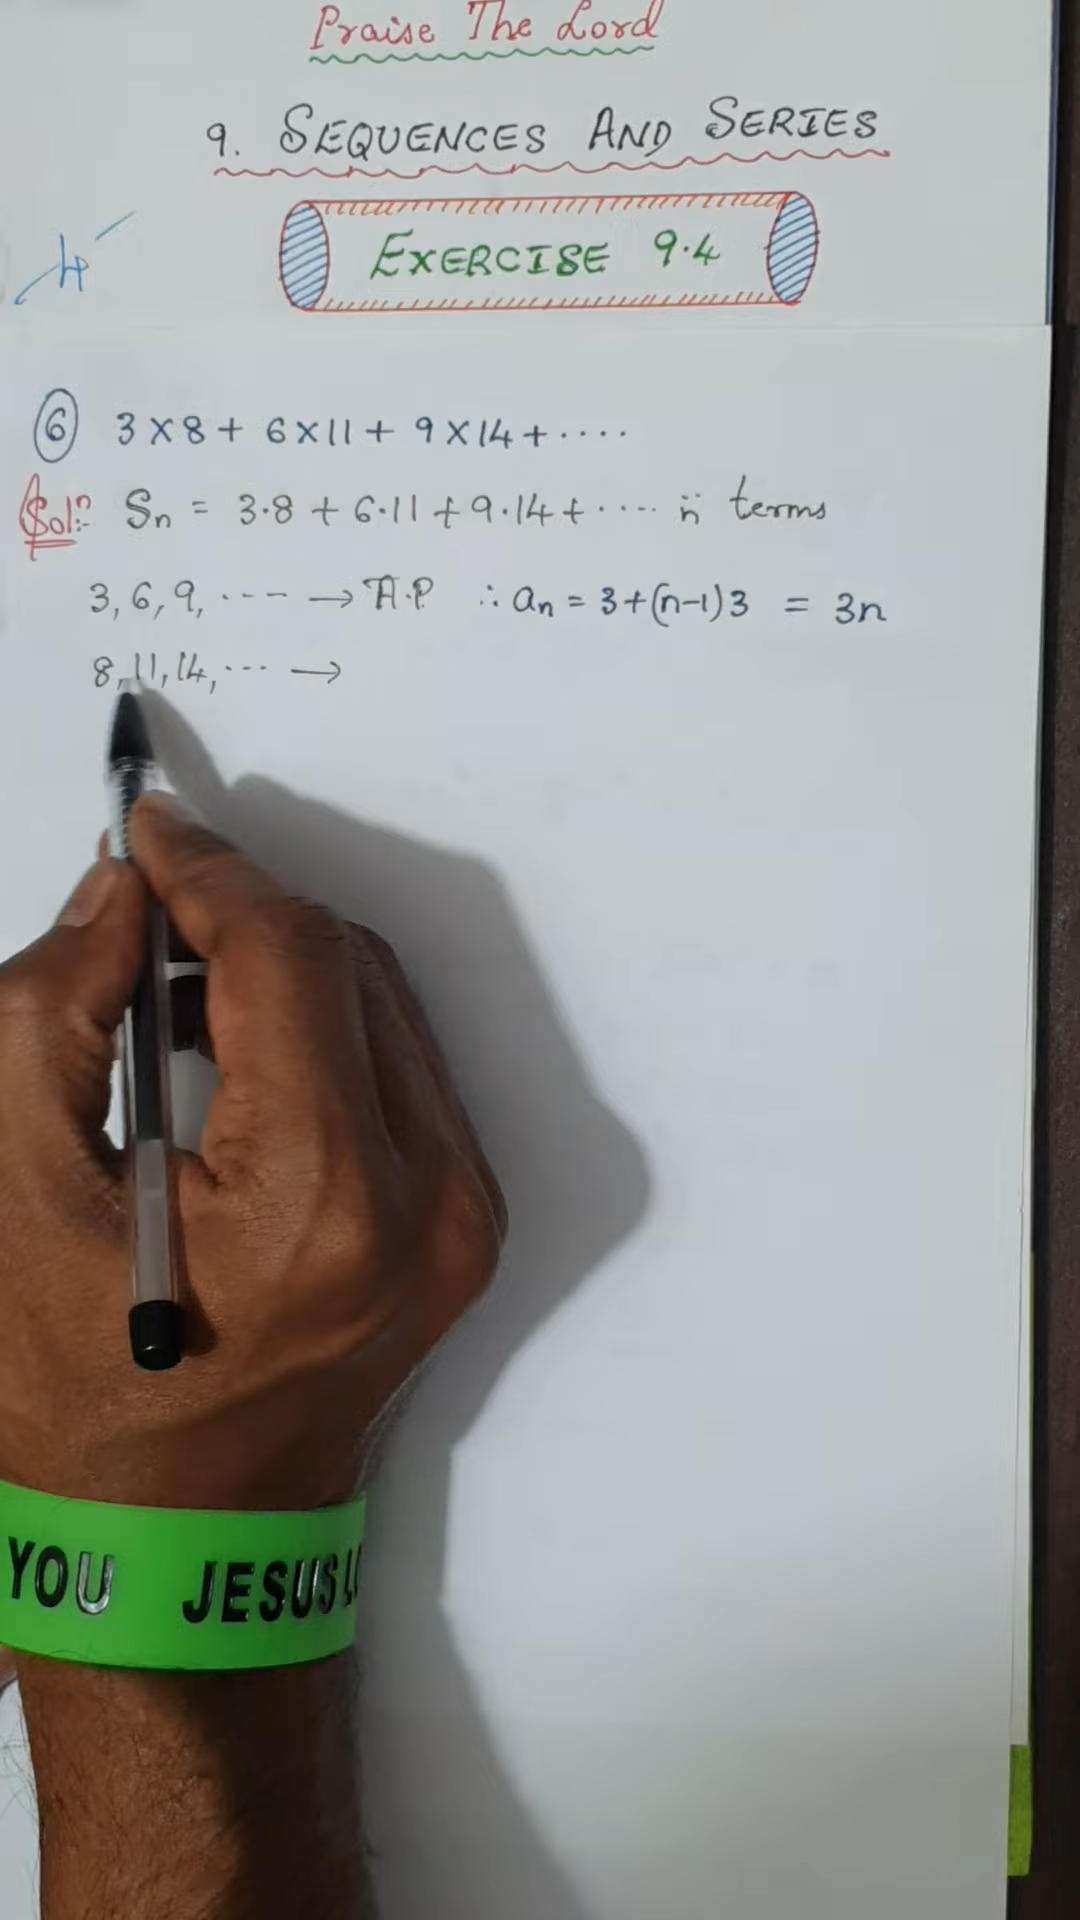 Praise The Lord
9. SEQUENCES AND SERIES
EXERCISE 9.4
6 3×8+ 6×11+ 9×14+....
Sol:- Sn = 3·8 + 6·11 + 9·14 + .... n terms
3, 6, 9, ---- → A.P ∴ an = 3+(n-1)3 = 3n
8, 11, 14, ... →
YOU JESUS